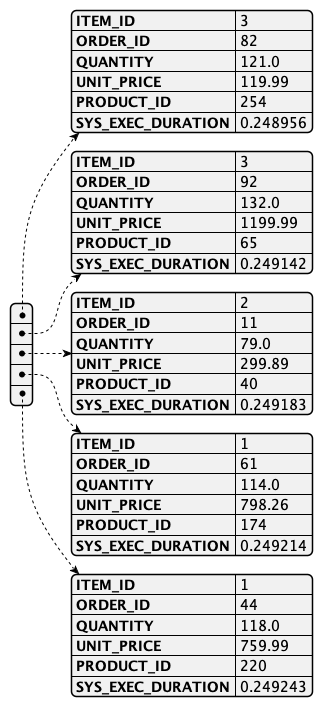 ITEM_ID 3
ORDER_ID 82
QUANTITY 121.0
UNIT_PRICE 119.99
PRODUCT_ID 254
SYS_EXEC_DURATION 0.248956
ITEM_ID 3
ORDER_ID 92
QUANTITY 132.0
UNIT_PRICE 1199.99
PRODUCT_ID 65
SYS_EXEC_DURATION 0.249142
ITEM_ID 2
ORDER_ID 11
QUANTITY 79.0
UNIT_PRICE 299.89
PRODUCT_ID 40
SYS_EXEC_DURATION 0.249183
ITEM_ID 1
ORDER_ID 61
QUANTITY 114.0
UNIT_PRICE 798.26
PRODUCT_ID 174
SYS_EXEC_DURATION 0.249214
ITEM_ID 1
ORDER_ID 44
QUANTITY 118.0
UNIT_PRICE 759.99
PRODUCT_ID 220
SYS_EXEC_DURATION 0.249243